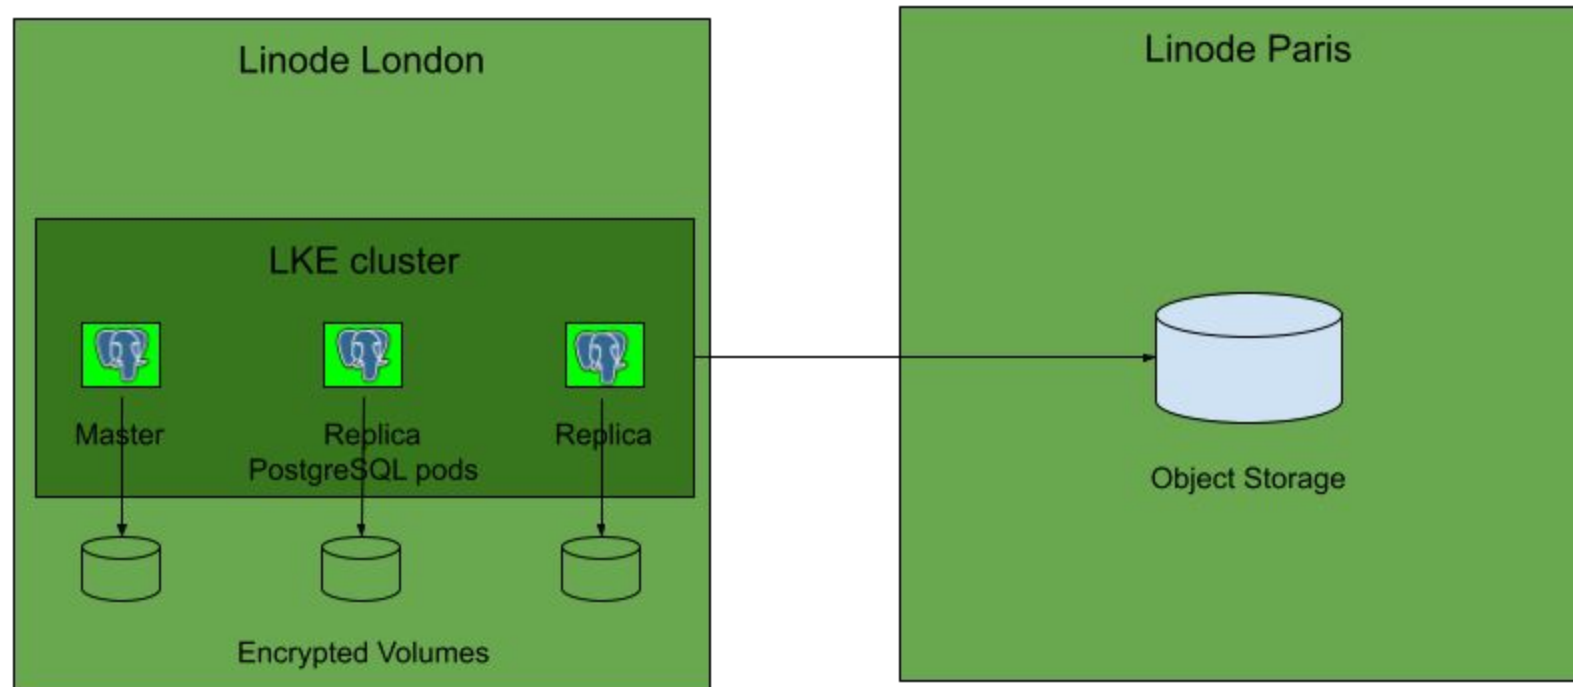 Linode London
Linode Paris
LKE cluster
Master
Replica
Replica
PostgreSQL pods
Object Storage
Encrypted Volumes